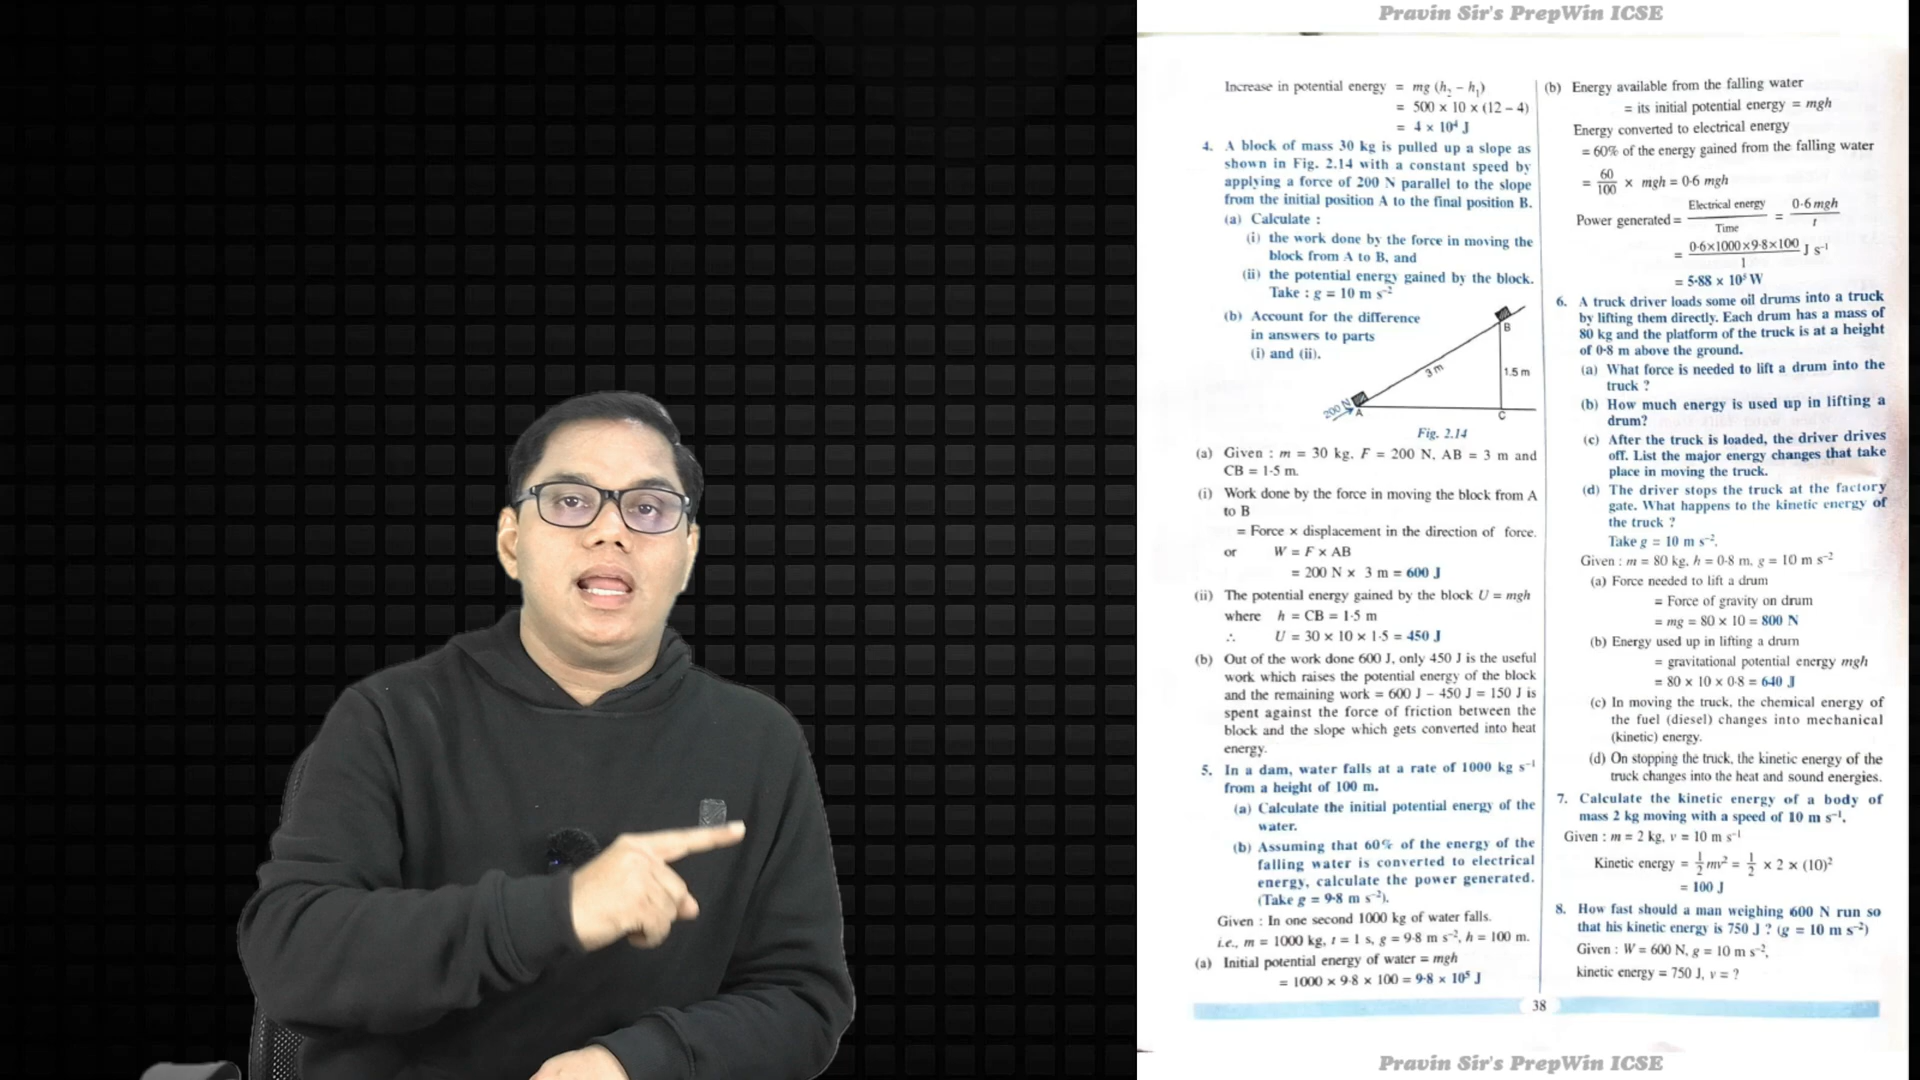 Pravin Sir's PrepWin ICSE
Increase in potential energy = mg (h₂ – h₁)
= 500 × 10 × (12 – 4)
= 4 × 10⁴ J
4. A block of mass 30 kg is pulled up a slope as
shown in Fig. 2.14 with a constant speed by
applying a force of 200 N parallel to the slope
from the initial position A to the final position B.
(a) Calculate :
(i) the work done by the force in moving the
block from A to B, and
(ii) the potential energy gained by the block.
Take : g = 10 m s⁻²
(b) Account for the difference
in answers to parts
(i) and (ii).
B
3 m
1.5 m
200 N
A
C
Fig. 2.14
(a) Given : m = 30 kg, F = 200 N, AB = 3 m and
CB = 1·5 m.
(i) Work done by the force in moving the block from A
to B
= Force × displacement in the direction of force.
or W = F × AB
= 200 N × 3 m = 600 J
(ii) The potential energy gained by the block U = mgh
where h = CB = 1·5 m
∴ U = 30 × 10 × 1·5 = 450 J
(b) Out of the work done 600 J, only 450 J is the useful
work which raises the potential energy of the block
and the remaining work = 600 J – 450 J = 150 J is
spent against the force of friction between the
block and the slope which gets converted into heat
energy.
5. In a dam, water falls at a rate of 1000 kg s⁻¹
from a height of 100 m.
(a) Calculate the initial potential energy of the
water.
(b) Assuming that 60% of the energy of the
falling water is converted to electrical
energy, calculate the power generated.
(Take g = 9·8 m s⁻²).
Given : In one second 1000 kg of water falls.
i.e., m = 1000 kg, t = 1 s, g = 9·8 m s⁻², h = 100 m.
(a) Initial potential energy of water = mgh
= 1000 × 9·8 × 100 = 9·8 × 10⁵ J
(b) Energy available from the falling water
= its initial potential energy = mgh
Energy converted to electrical energy
= 60% of the energy gained from the falling water
= 60/100 × mgh = 0·6 mgh
Power generated = Electrical energy/Time = 0·6 mgh/t
= 0·6×1000×9·8×100/1 J s⁻¹
= 5·88 × 10⁵ W
6. A truck driver loads some oil drums into a truck
by lifting them directly. Each drum has a mass of
80 kg and the platform of the truck is at a height
of 0·8 m above the ground.
(a) What force is needed to lift a drum into the
truck ?
(b) How much energy is used up in lifting a
drum?
(c) After the truck is loaded, the driver drives
off. List the major energy changes that take
place in moving the truck.
(d) The driver stops the truck at the factory
gate. What happens to the kinetic energy of
the truck ?
Take g = 10 m s⁻².
Given : m = 80 kg, h = 0·8 m, g = 10 m s⁻²
(a) Force needed to lift a drum
= Force of gravity on drum
= mg = 80 × 10 = 800 N
(b) Energy used up in lifting a drum
= gravitational potential energy mgh
= 80 × 10 × 0·8 = 640 J
(c) In moving the truck, the chemical energy of
the fuel (diesel) changes into mechanical
(kinetic) energy.
(d) On stopping the truck, the kinetic energy of the
truck changes into the heat and sound energies.
7. Calculate the kinetic energy of a body of
mass 2 kg moving with a speed of 10 m s⁻¹.
Given : m = 2 kg, v = 10 m s⁻¹
Kinetic energy = 1/2 mv² = 1/2 × 2 × (10)²
= 100 J
8. How fast should a man weighing 600 N run so
that his kinetic energy is 750 J ? (g = 10 m s⁻²)
Given : W = 600 N, g = 10 m s⁻²,
kinetic energy = 750 J, v = ?
38
Pravin Sir's PrepWin ICSE